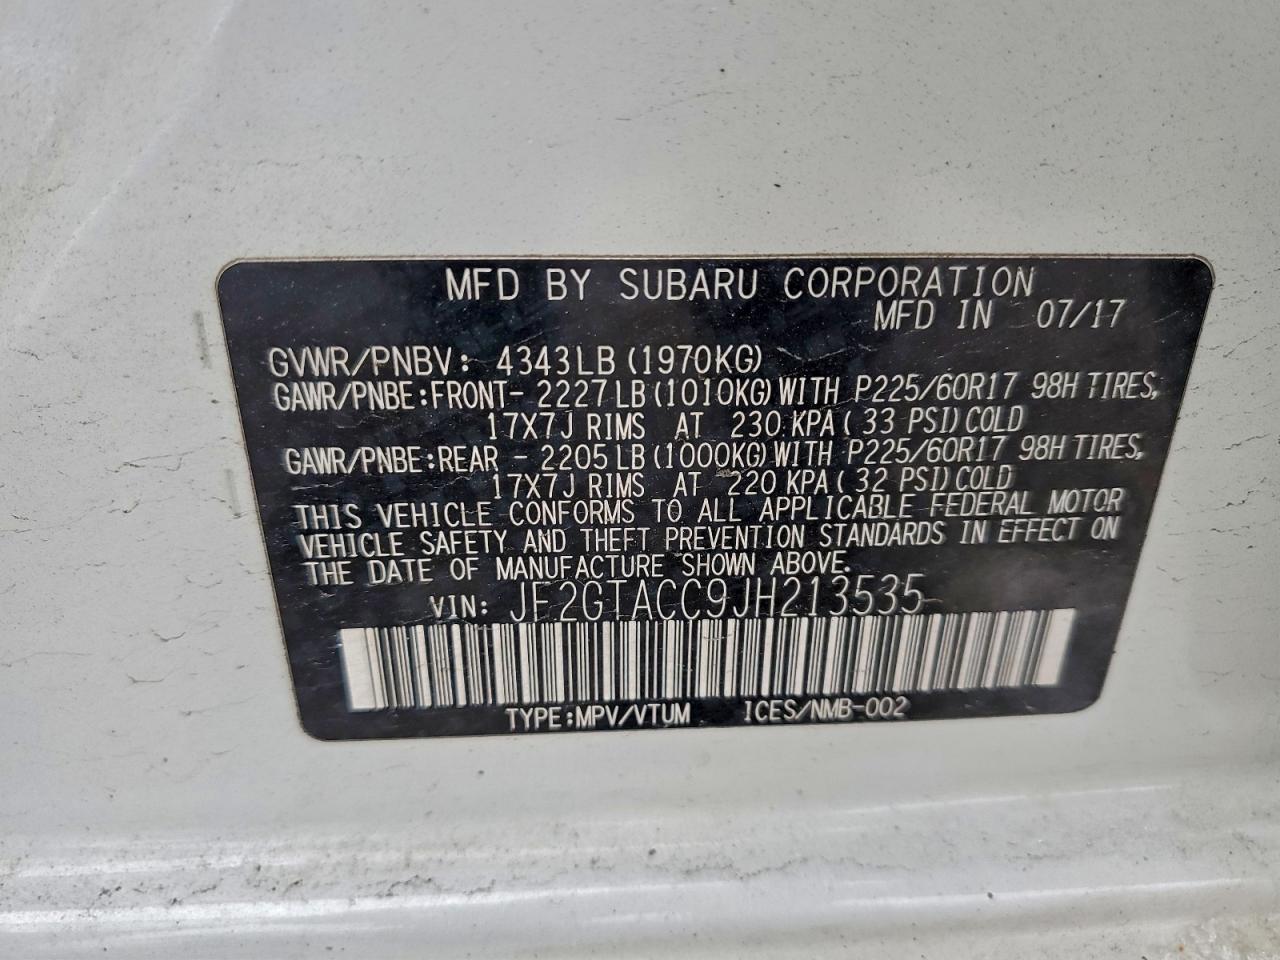 MFD BY SUBARU CORPORATION
MFD IN 07/17
GVWR/PNBV: 4343LB (1970KG)
GAWR/PNBE:FRONT- 2227LB (1010KG) WITH P225/60R17 98H TIRES,
17X7J RIMS AT 230 KPA ( 33 PSI) COLD
GAWR/PNBE:REAR - 2205LB (1000KG) WITH P225/60R17 98H TIRES,
17X7J RIMS AT 220 KPA ( 32 PSI) COLD
THIS VEHICLE CONFORMS TO ALL APPLICABLE FEDERAL MOTOR
VEHICLE SAFETY AND THEFT PREVENTION STANDARDS IN EFFECT ON
THE DATE OF MANUFACTURE SHOWN ABOVE.
VIN: JF2GTACC9JH213535
TYPE:MPV/VTUM ICES/NMB-002